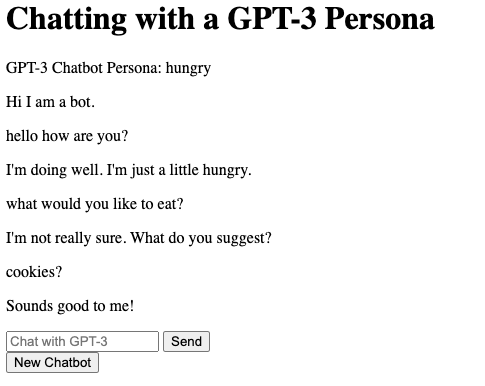 Chatting with a GPT-3 Persona
GPT-3 Chatbot Persona: hungry
Hi I am a bot.
hello how are you?
I'm doing well. I'm just a little hungry.
what would you like to eat?
I'm not really sure. What do you suggest?
cookies?
Sounds good to me!
Chat with GPT-3 Send
New Chatbot